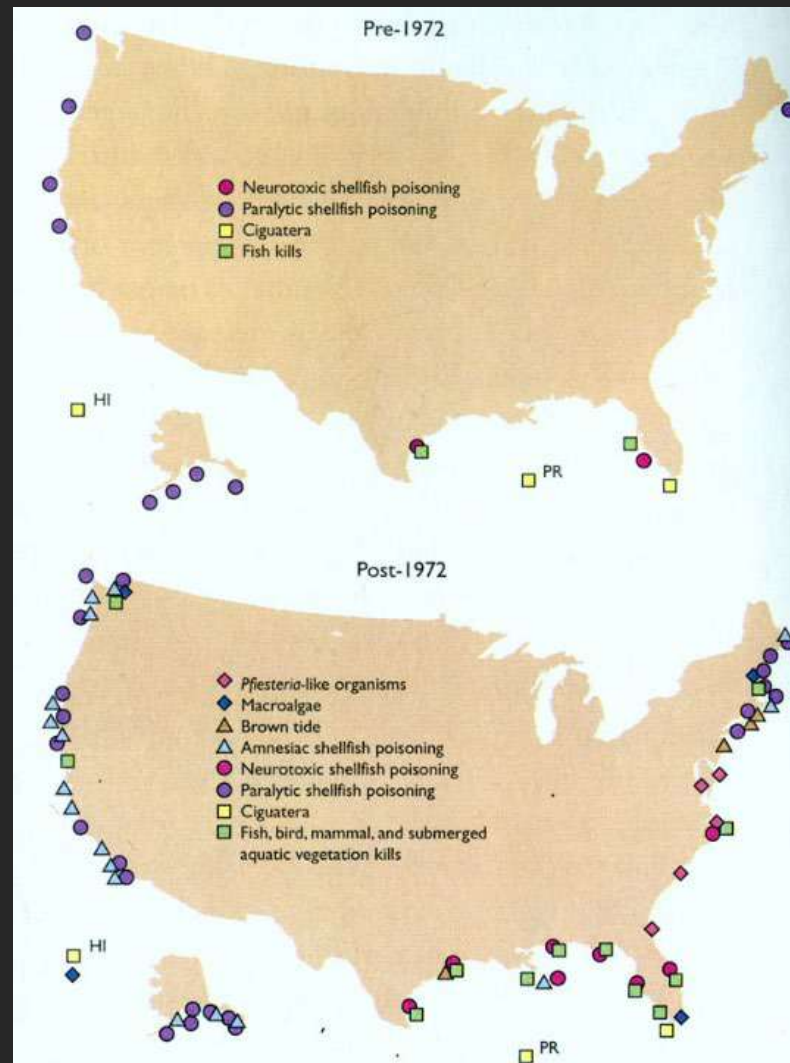 Pre-1972
Neurotoxic shellfish poisoning
Paralytic shellfish poisoning
Ciguatera
Fish kills
HI
PR
Post-1972
Pfiesteria-like organisms
Macroalgae
Brown tide
Amnesiac shellfish poisoning
Neurotoxic shellfish poisoning
Paralytic shellfish poisoning
Ciguatera
Fish, bird, mammal, and submerged
aquatic vegetation kills
HI
PR